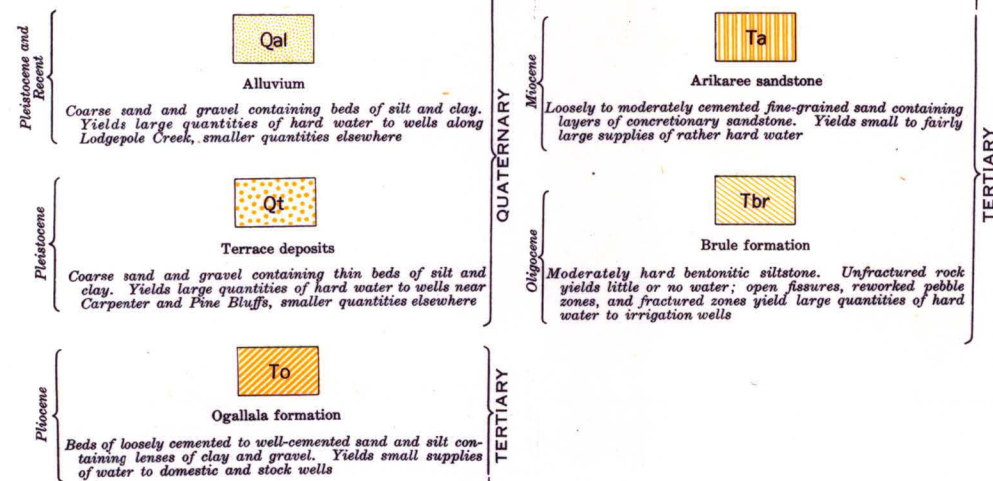 Pleistocene and
Recent
Qal
Alluvium
Coarse sand and gravel containing beds of silt and clay.
Yields large quantities of hard water to wells along
Lodgepole Creek, smaller quantities elsewhere
Pleistocene
Qt
Terrace deposits
Coarse sand and gravel containing thin beds of silt and
clay. Yields large quantities of hard water to wells near
Carpenter and Pine Bluffs, smaller quantities elsewhere
QUATERNARY
Pliocene
To
Ogallala formation
Beds of loosely cemented to well-cemented sand and silt con-
taining lenses of clay and gravel. Yields small supplies
of water to domestic and stock wells
TERTIARY
Miocene
Ta
Arikaree sandstone
Loosely to moderately cemented fine-grained sand containing
layers of concretionary sandstone. Yields small to fairly
large supplies of rather hard water
Oligocene
Tbr
Brule formation
Moderately hard bentonitic siltstone. Unfractured rock
yields little or no water; open fissures, reworked pebble
zones, and fractured zones yield large quantities of hard
water to irrigation wells
TERTIARY